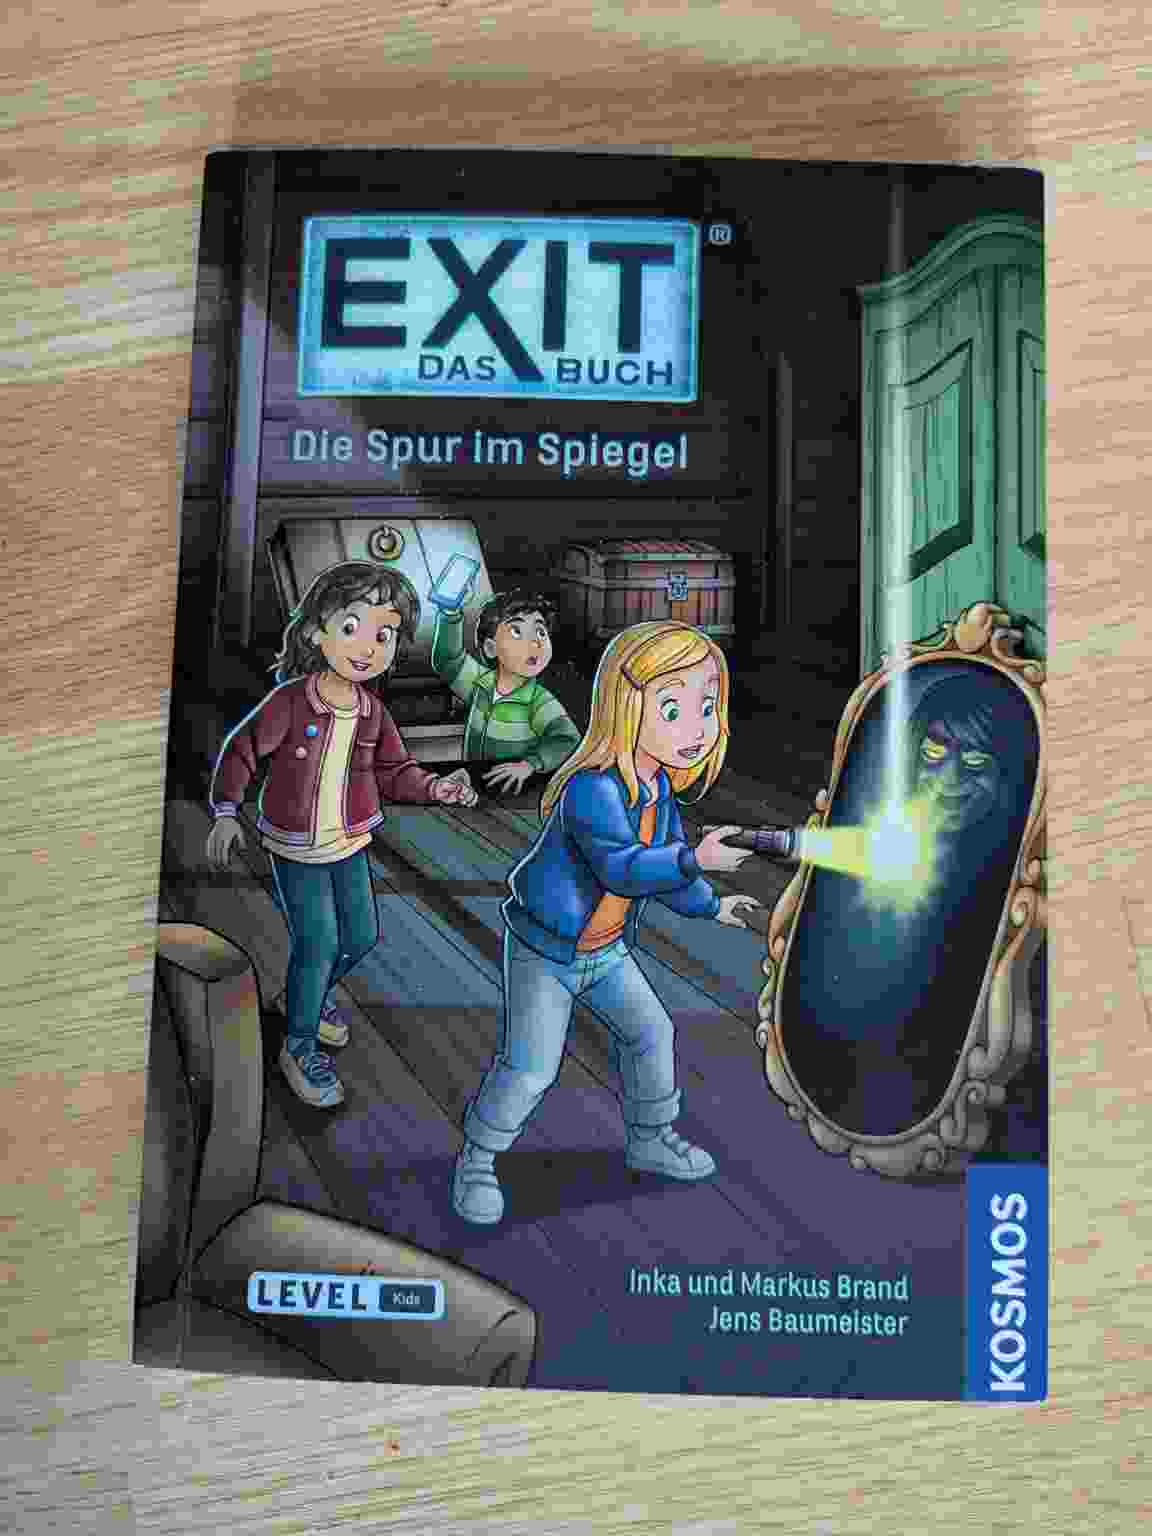 EXIT®
DAS BUCH
Die Spur im Spiegel
LEVEL Kids
Inka und Markus Brand
Jens Baumeister
KOSMOS